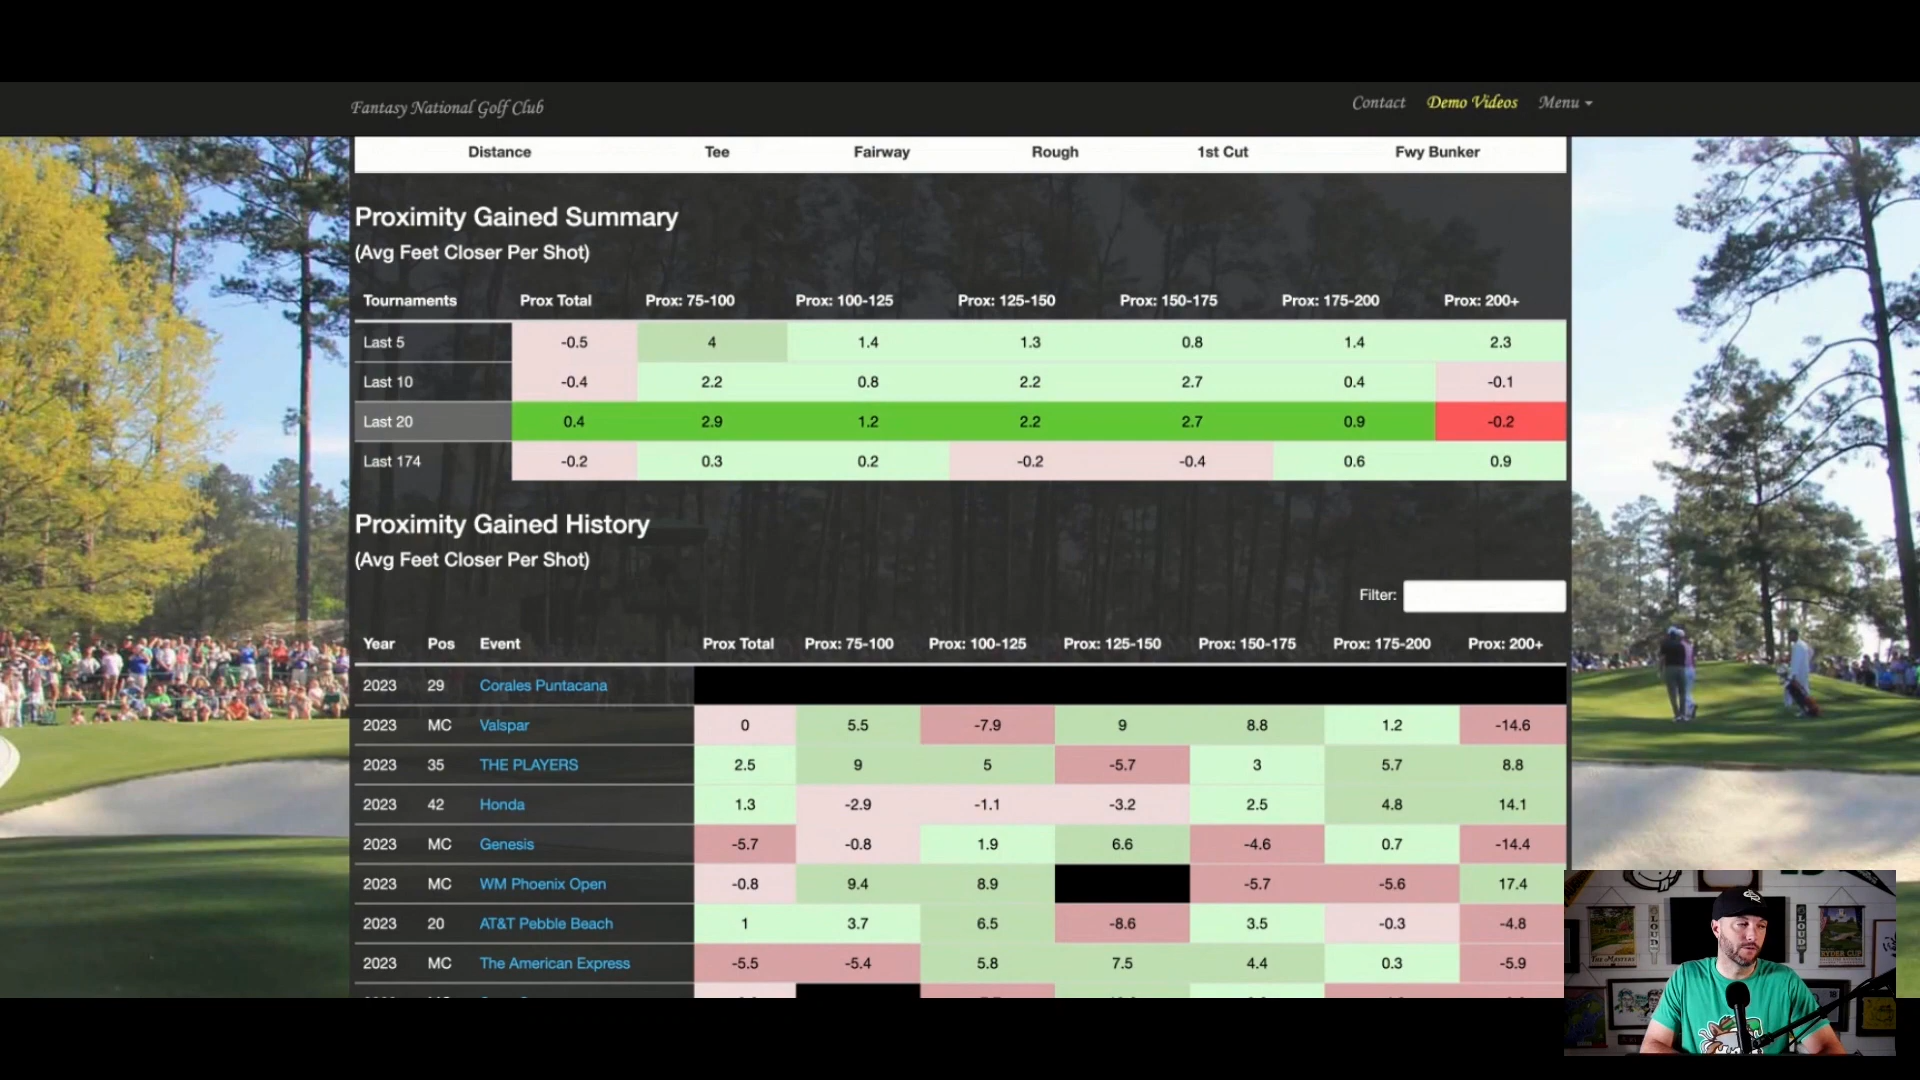 Fantasy National Golf Club
Contact Demo Videos Menu
Distance Tee Fairway Rough 1st Cut Fwy Bunker
Proximity Gained Summary
(Avg Feet Closer Per Shot)
Tournaments Prox Total Prox: 75-100 Prox: 100-125 Prox: 125-150 Prox: 150-175 Prox: 175-200 Prox: 200+
Last 5 -0.5 4 1.4 1.3 0.8 1.4 2.3
Last 10 -0.4 2.2 0.8 2.2 2.7 0.4 -0.1
Last 20 0.4 2.9 1.2 2.2 2.7 0.9 -0.2
Last 174 -0.2 0.3 0.2 -0.2 -0.4 0.6 0.9
Proximity Gained History
(Avg Feet Closer Per Shot)
Filter:
Year Pos Event Prox Total Prox: 75-100 Prox: 100-125 Prox: 125-150 Prox: 150-175 Prox: 175-200 Prox: 200+
2023 29 Corales Puntacana
2023 MC Valspar 0 5.5 -7.9 9 8.8 1.2 -14.6
2023 35 THE PLAYERS 2.5 9 5 -5.7 3 5.7 8.8
2023 42 Honda 1.3 -2.9 -1.1 -3.2 2.5 4.8 14.1
2023 MC Genesis -5.7 -0.8 1.9 6.6 -4.6 0.7 -14.4
2023 MC WM Phoenix Open -0.8 9.4 8.9 -5.7 -5.6 17.4
2023 20 AT&T Pebble Beach 1 3.7 6.5 -8.6 3.5 -0.3 -4.8
2023 MC The American Express -5.5 -5.4 5.8 7.5 4.4 0.3 -5.9
LOUD
LOUD
The Masters
RYDER CUP